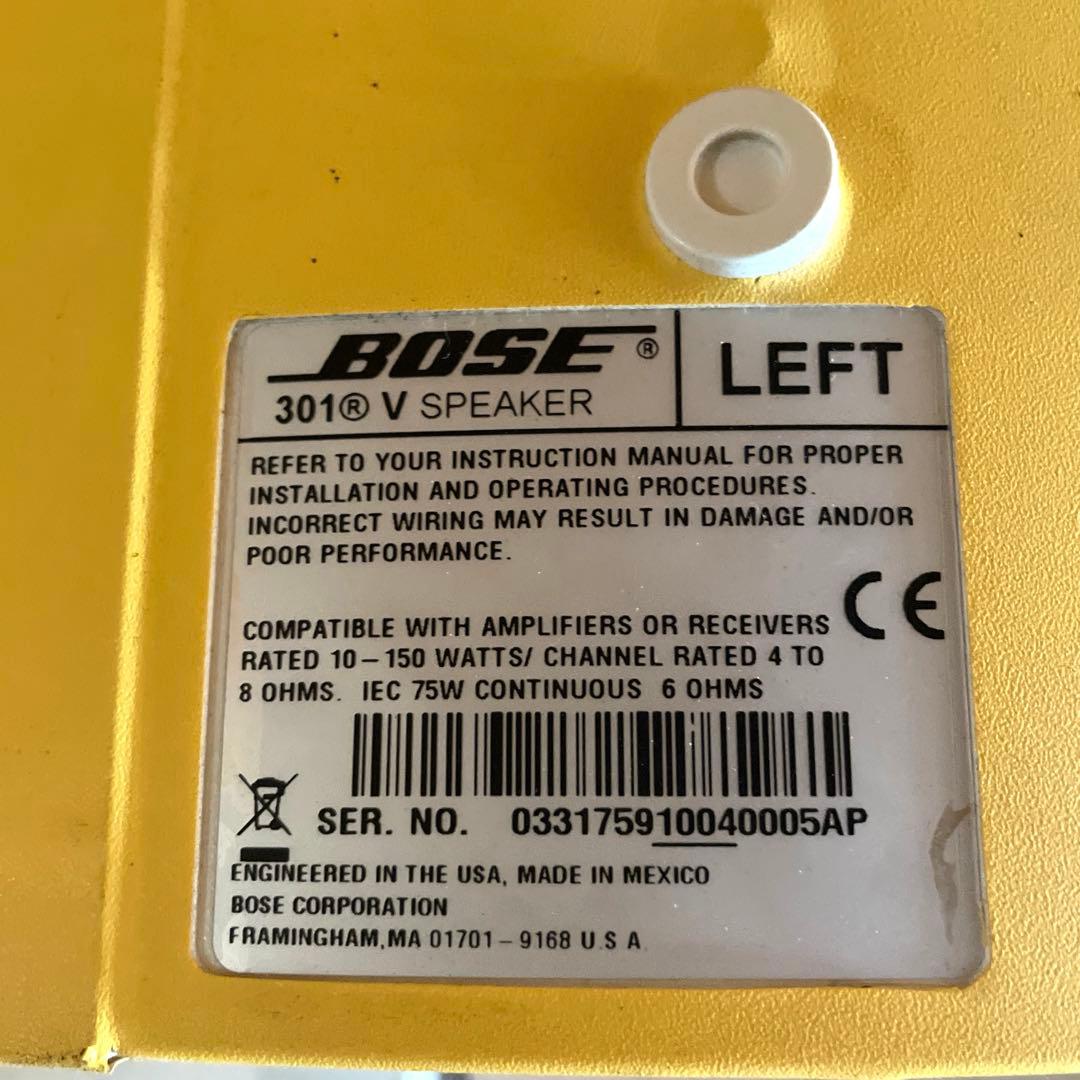 BOSE®
301® V SPEAKER
LEFT
REFER TO YOUR INSTRUCTION MANUAL FOR PROPER
INSTALLATION AND OPERATING PROCEDURES.
INCORRECT WIRING MAY RESULT IN DAMAGE AND/OR
POOR PERFORMANCE.
CE
COMPATIBLE WITH AMPLIFIERS OR RECEIVERS
RATED 10–150 WATTS/ CHANNEL RATED 4 TO
8 OHMS. IEC 75W CONTINUOUS 6 OHMS
SER. NO. 033175910040005AP
ENGINEERED IN THE USA, MADE IN MEXICO
BOSE CORPORATION
FRAMINGHAM,MA 01701–9168 U.S A